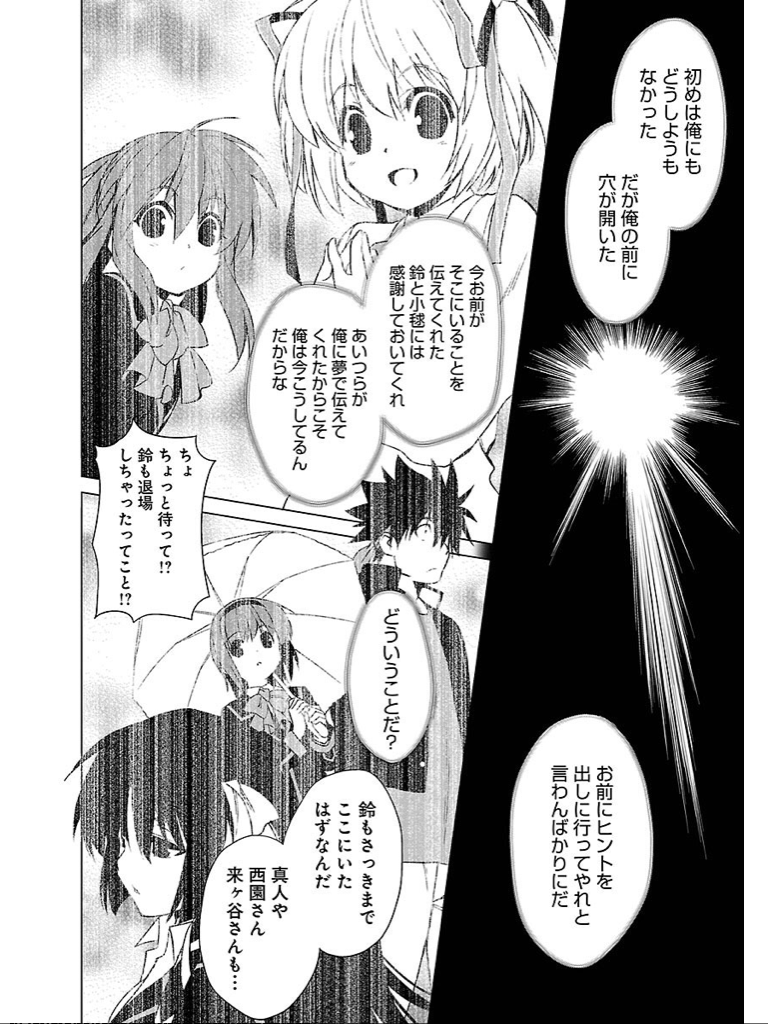 初めは俺にも
どうしようも
なかった
だが俺の前に
穴が開いた
お前にヒントを
出しに行ってやれと
言わんばかりにだ
今お前が
そこにいることを
伝えてくれた
鈴と小毬には
感謝しておいてくれ
あいつらが
俺に夢で伝えて
くれたからこそ
俺は今こうしてるん
だからな
ちょ
ちょっと待って!?
鈴も退場
しちゃったってこと!?
どういうことだ?
鈴もさっきまで
ここにいた
はずなんだ
真人や
西園さん
来ヶ谷さんも…